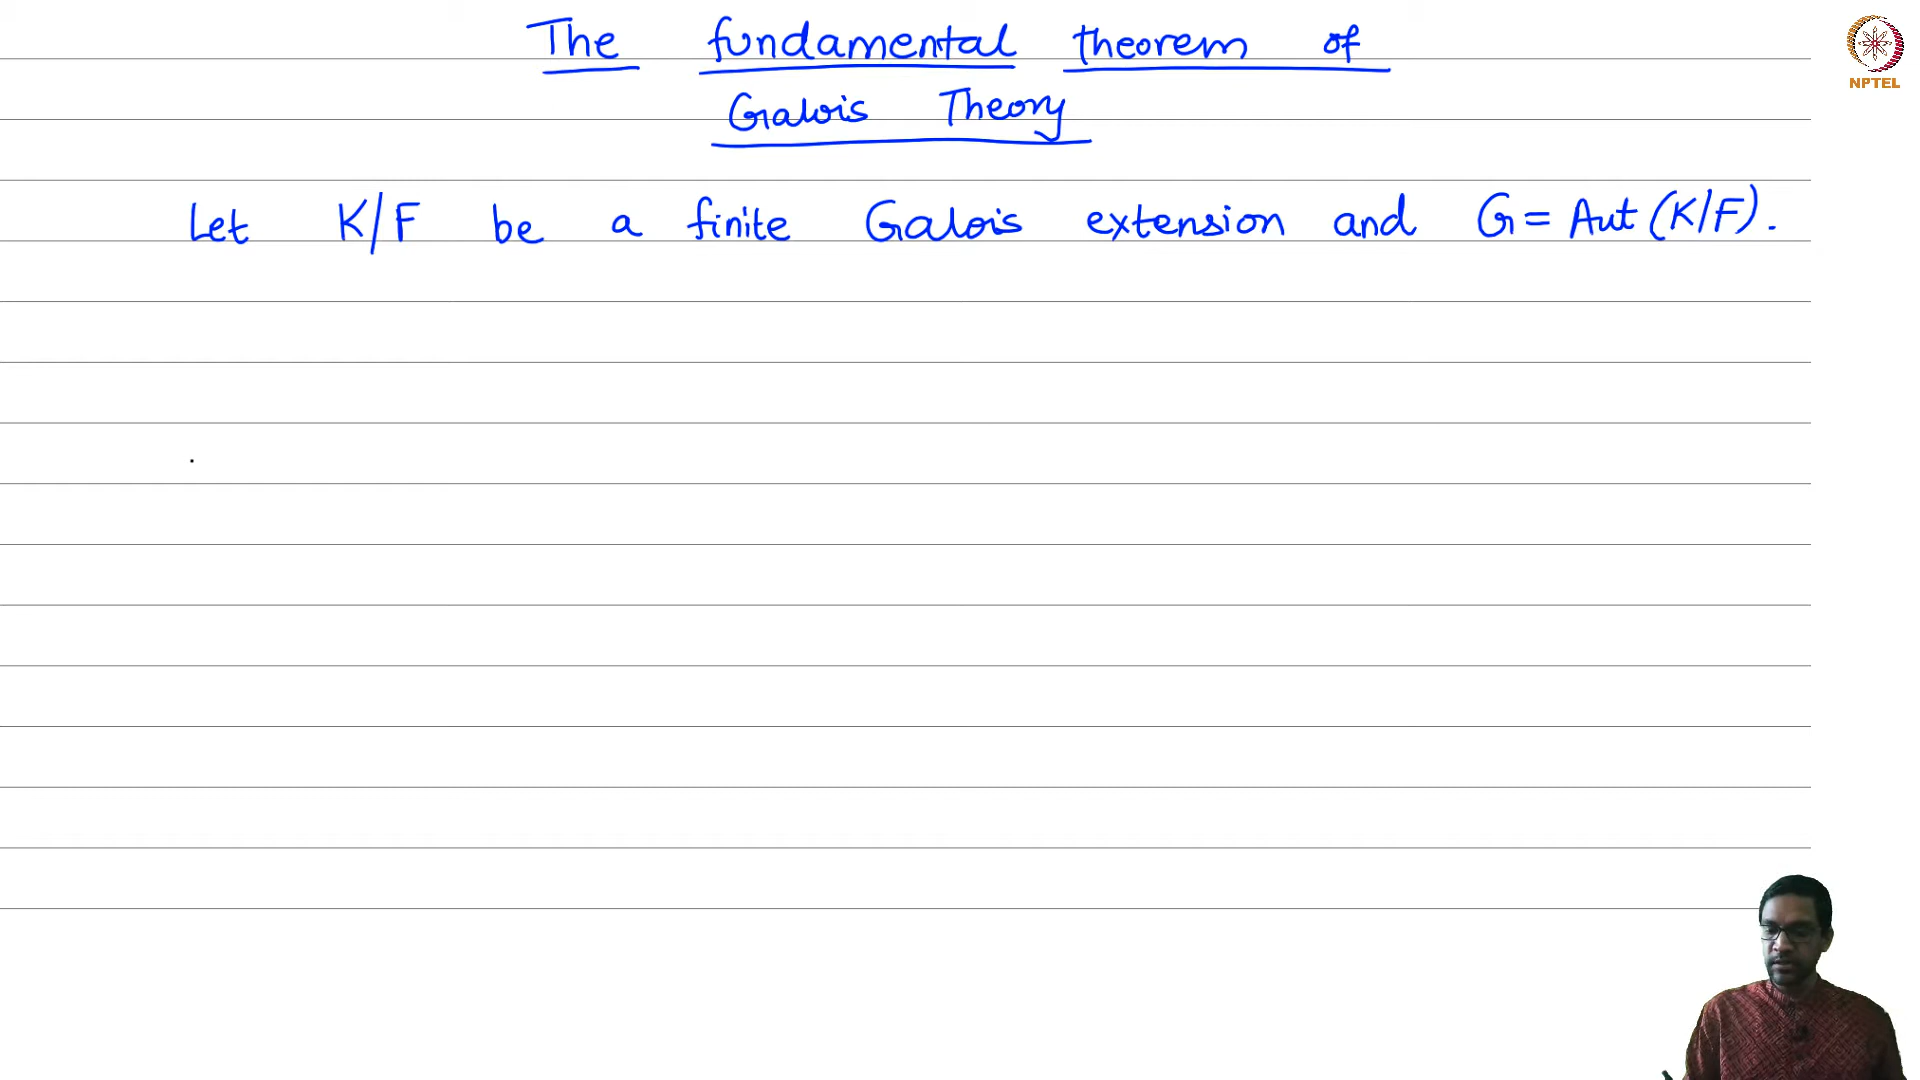 The fundamental theorem of
Galois Theory
Let K/F be a finite Galois extension and G = Aut (K/F).
NPTEL